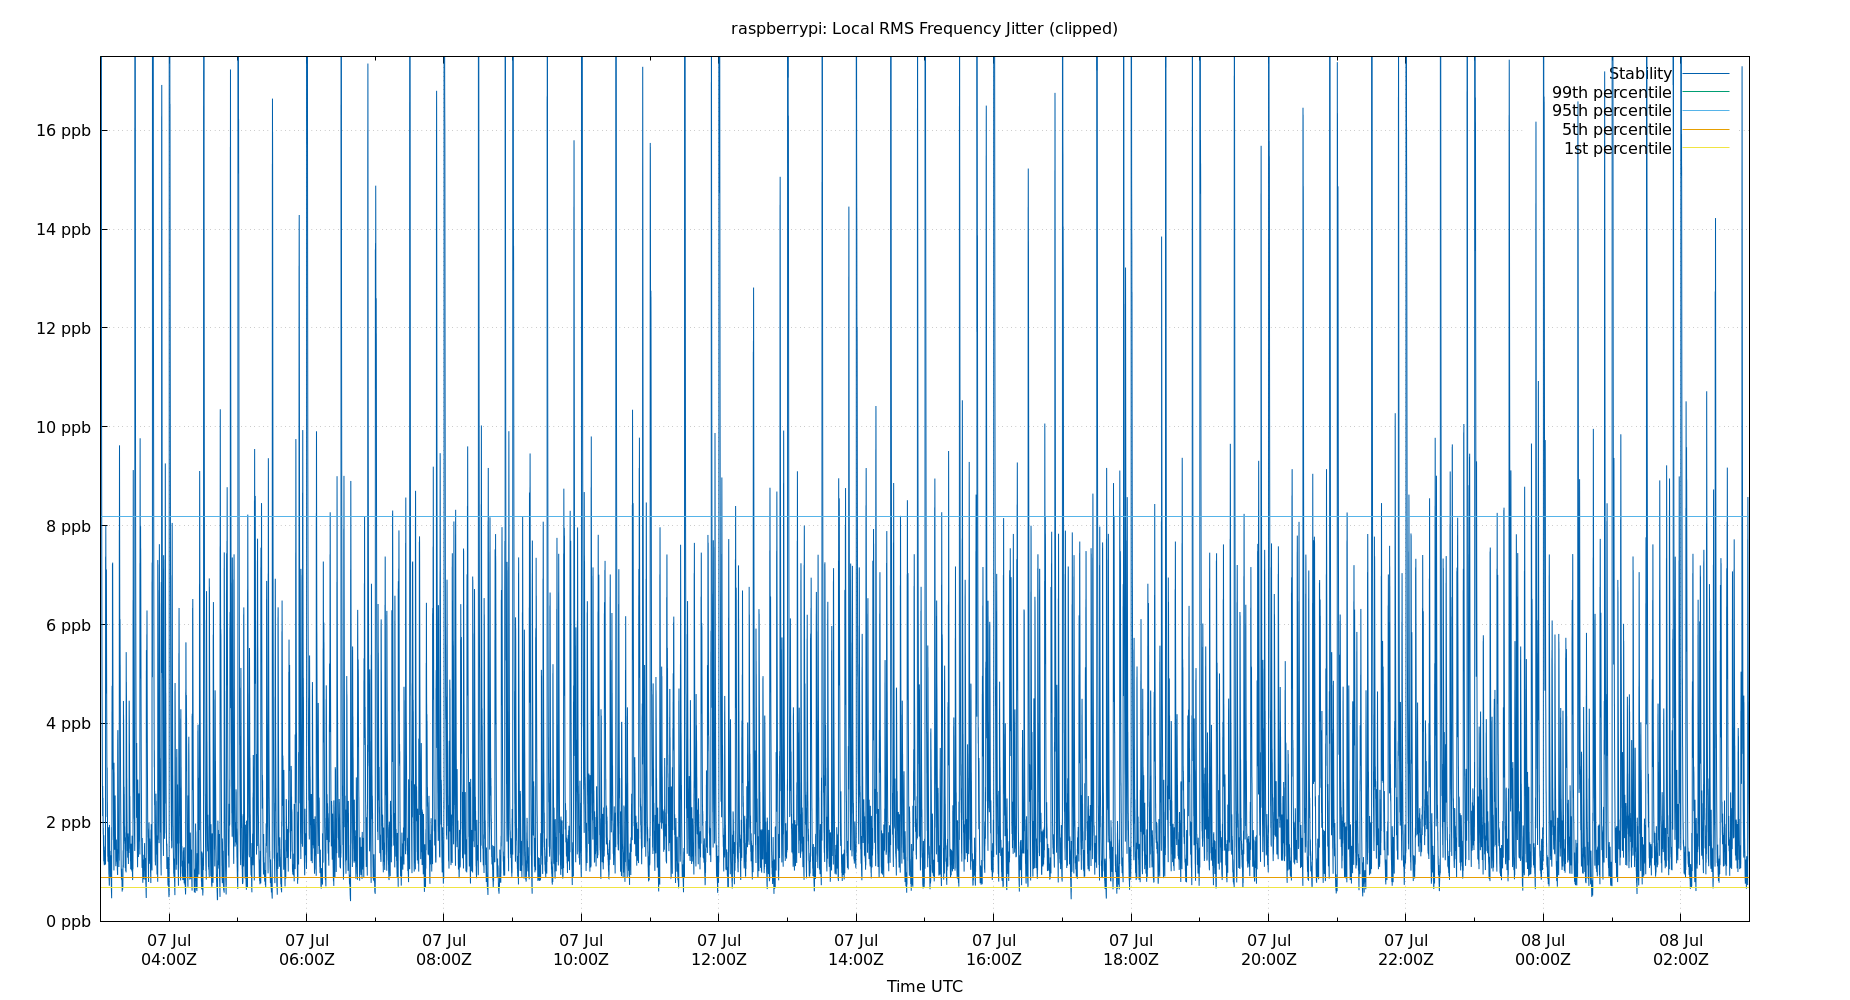 raspberrypi: Local RMS Frequency Jitter (clipped)
Stability
99th percentile
95th percentile
5th percentile
1st percentile
16 ppb
14 ppb
12 ppb
10 ppb
8 ppb
6 ppb
4 ppb
2 ppb
0 ppb
07 Jul 07 Jul 07 Jul 07 Jul 07 Jul 07 Jul 07 Jul 07 Jul 07 Jul 07 Jul 08 Jul 08 Jul
04:00Z 06:00Z 08:00Z 10:00Z 12:00Z 14:00Z 16:00Z 18:00Z 20:00Z 22:00Z 00:00Z 02:00Z
Time UTC